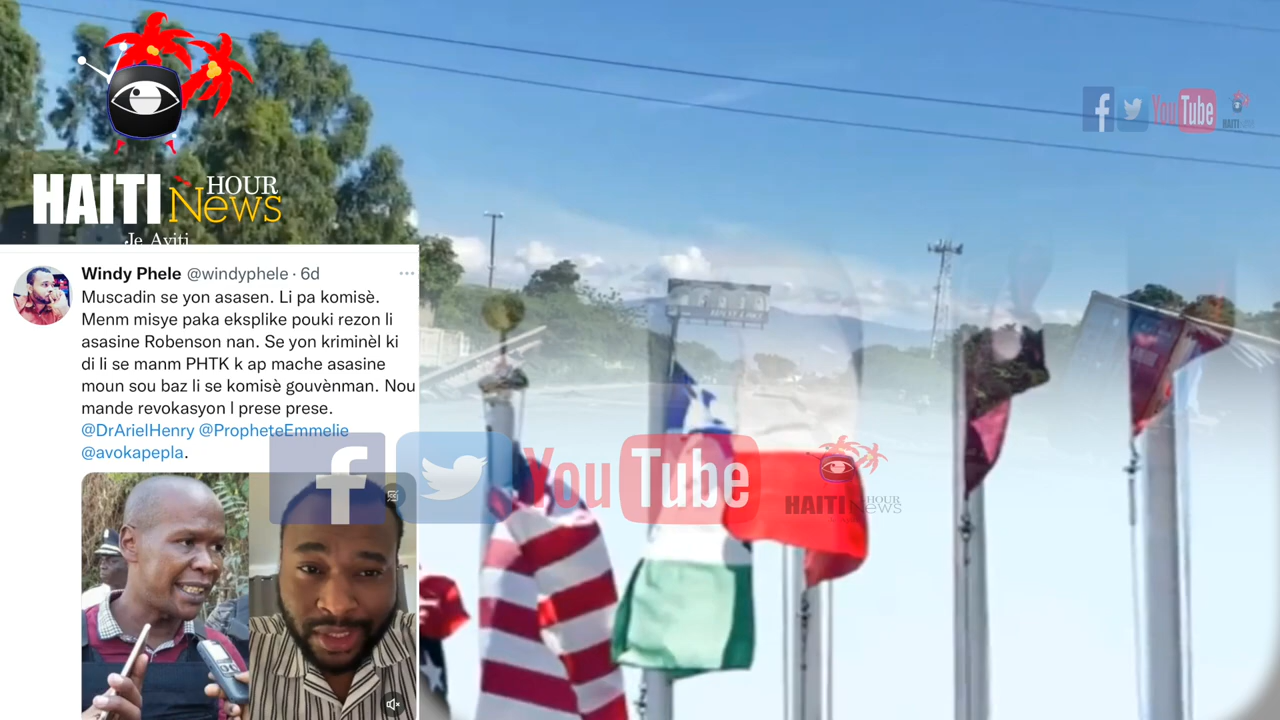 HAITI HOUR
News
Je Aviti
Windy Phele @windyphele · 6d
Muscadin se yon asasen. Li pa komisè.
Menm misye paka eksplike pouki rezon li
asasine Robenson nan. Se yon kriminèl ki
di li se manm PHTK k ap mache asasine
moun sou baz li se komisè gouvènman. Nou
mande revokasyon l prese prese.
@DrArielHenry @PropheteEmmelie
@avokapepla.
YouTube
YouTube
HAITI HOUR
News